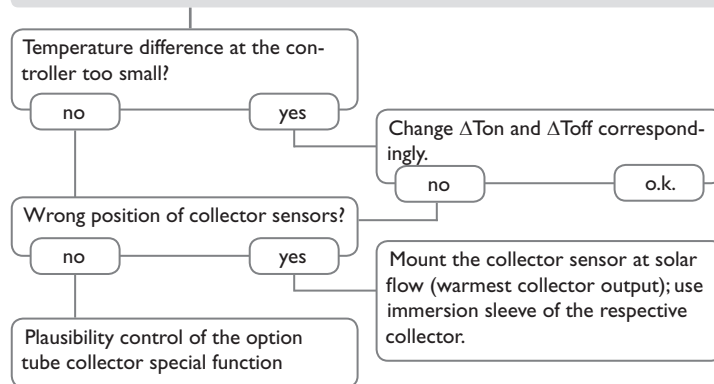 Temperature difference at the con-
troller too small?
no
yes
Change ΔTon and ΔToff correspond-
ingly.
no
o.k.
Wrong position of collector sensors?
no
yes
Mount the collector sensor at solar
flow (warmest collector output); use
immersion sleeve of the respective
collector.
Plausibility control of the option
tube collector special function